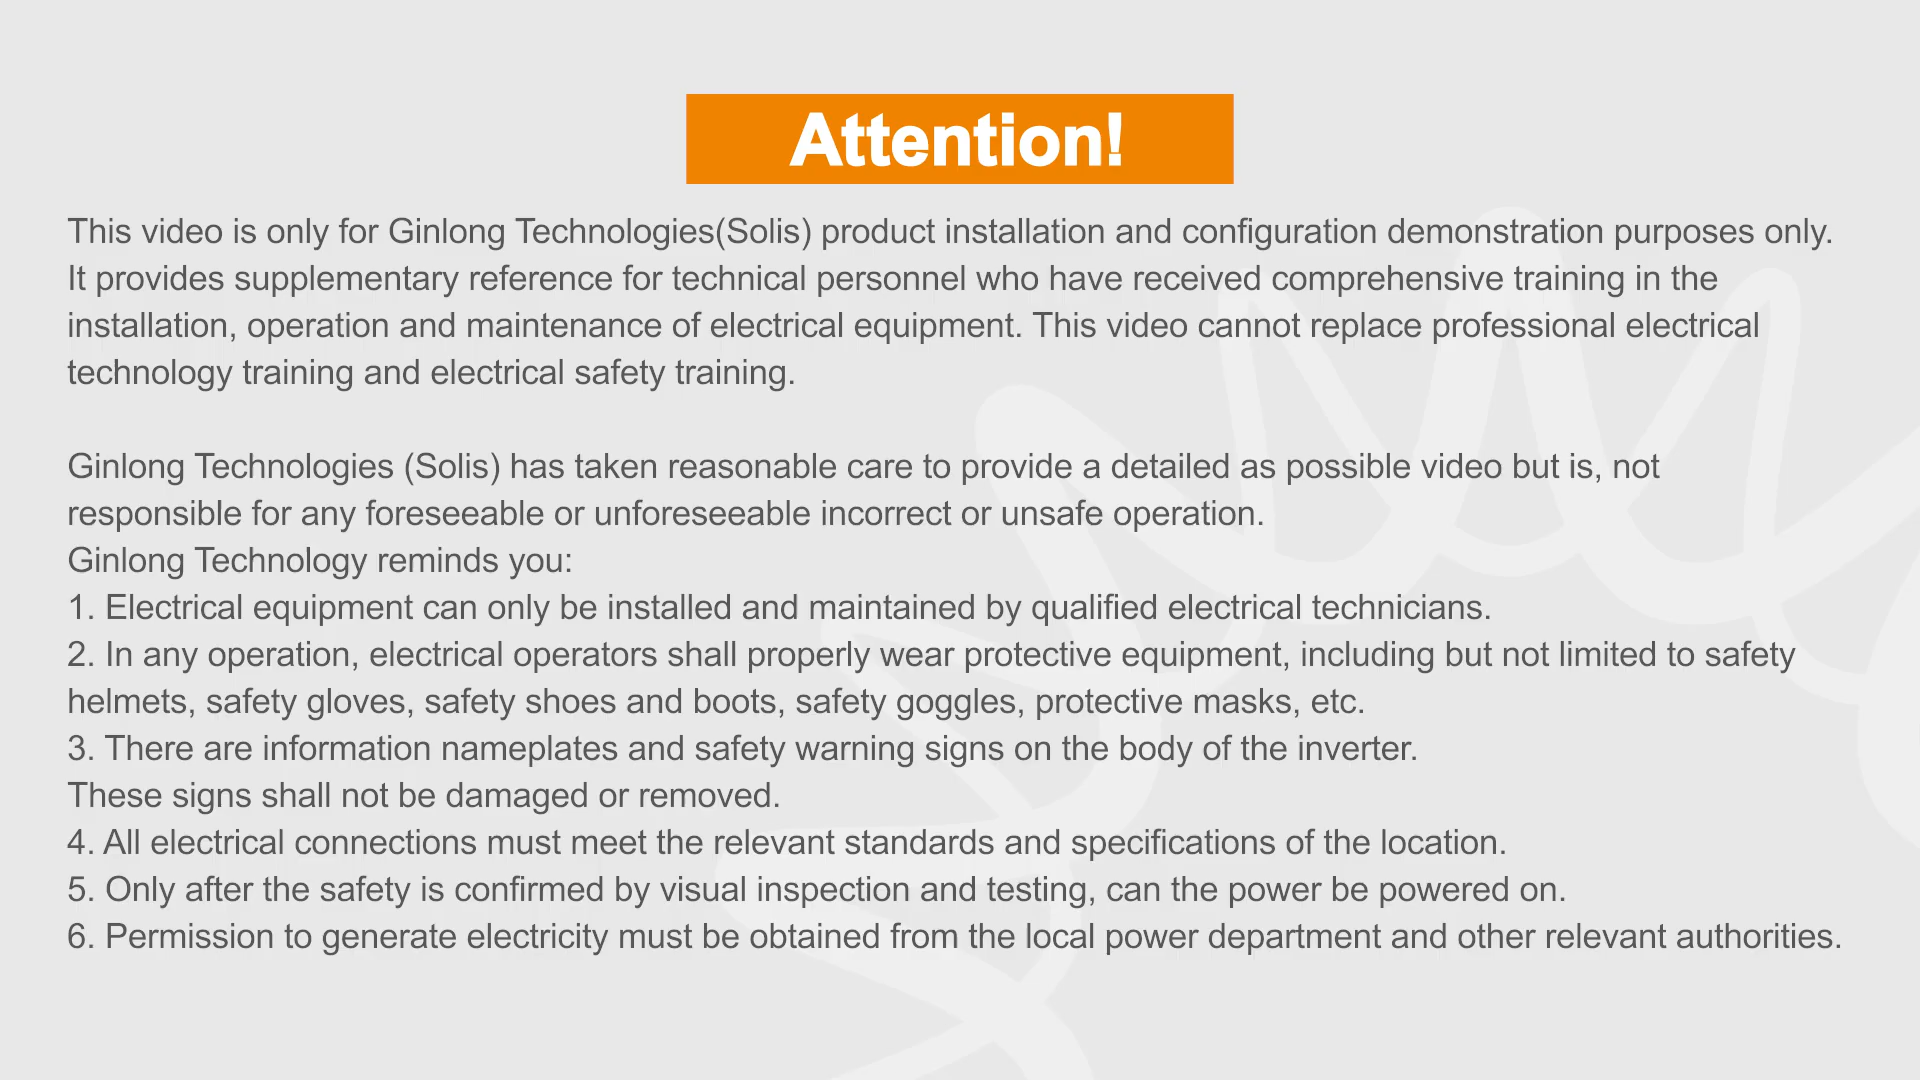 Attention!
This video is only for Ginlong Technologies(Solis) product installation and configuration demonstration purposes only.
It provides supplementary reference for technical personnel who have received comprehensive training in the
installation, operation and maintenance of electrical equipment. This video cannot replace professional electrical
technology training and electrical safety training.
Ginlong Technologies (Solis) has taken reasonable care to provide a detailed as possible video but is, not
responsible for any foreseeable or unforeseeable incorrect or unsafe operation.
Ginlong Technology reminds you:
1. Electrical equipment can only be installed and maintained by qualified electrical technicians.
2. In any operation, electrical operators shall properly wear protective equipment, including but not limited to safety
helmets, safety gloves, safety shoes and boots, safety goggles, protective masks, etc.
3. There are information nameplates and safety warning signs on the body of the inverter.
These signs shall not be damaged or removed.
4. All electrical connections must meet the relevant standards and specifications of the location.
5. Only after the safety is confirmed by visual inspection and testing, can the power be powered on.
6. Permission to generate electricity must be obtained from the local power department and other relevant authorities.